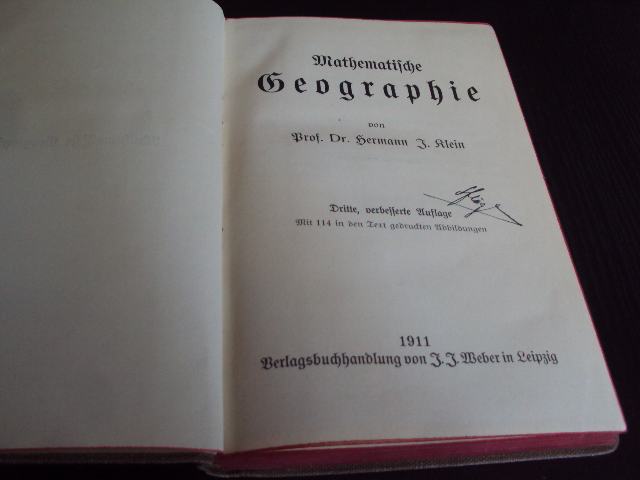 Mathematische
Geographie
von
Prof. Dr. Hermann J. Klein
Dritte, verbesserte Auflage
Mit 114 in den Text gedruckten Abbildungen
1911
Verlagsbuchhandlung von J. J. Weber in Leipzig